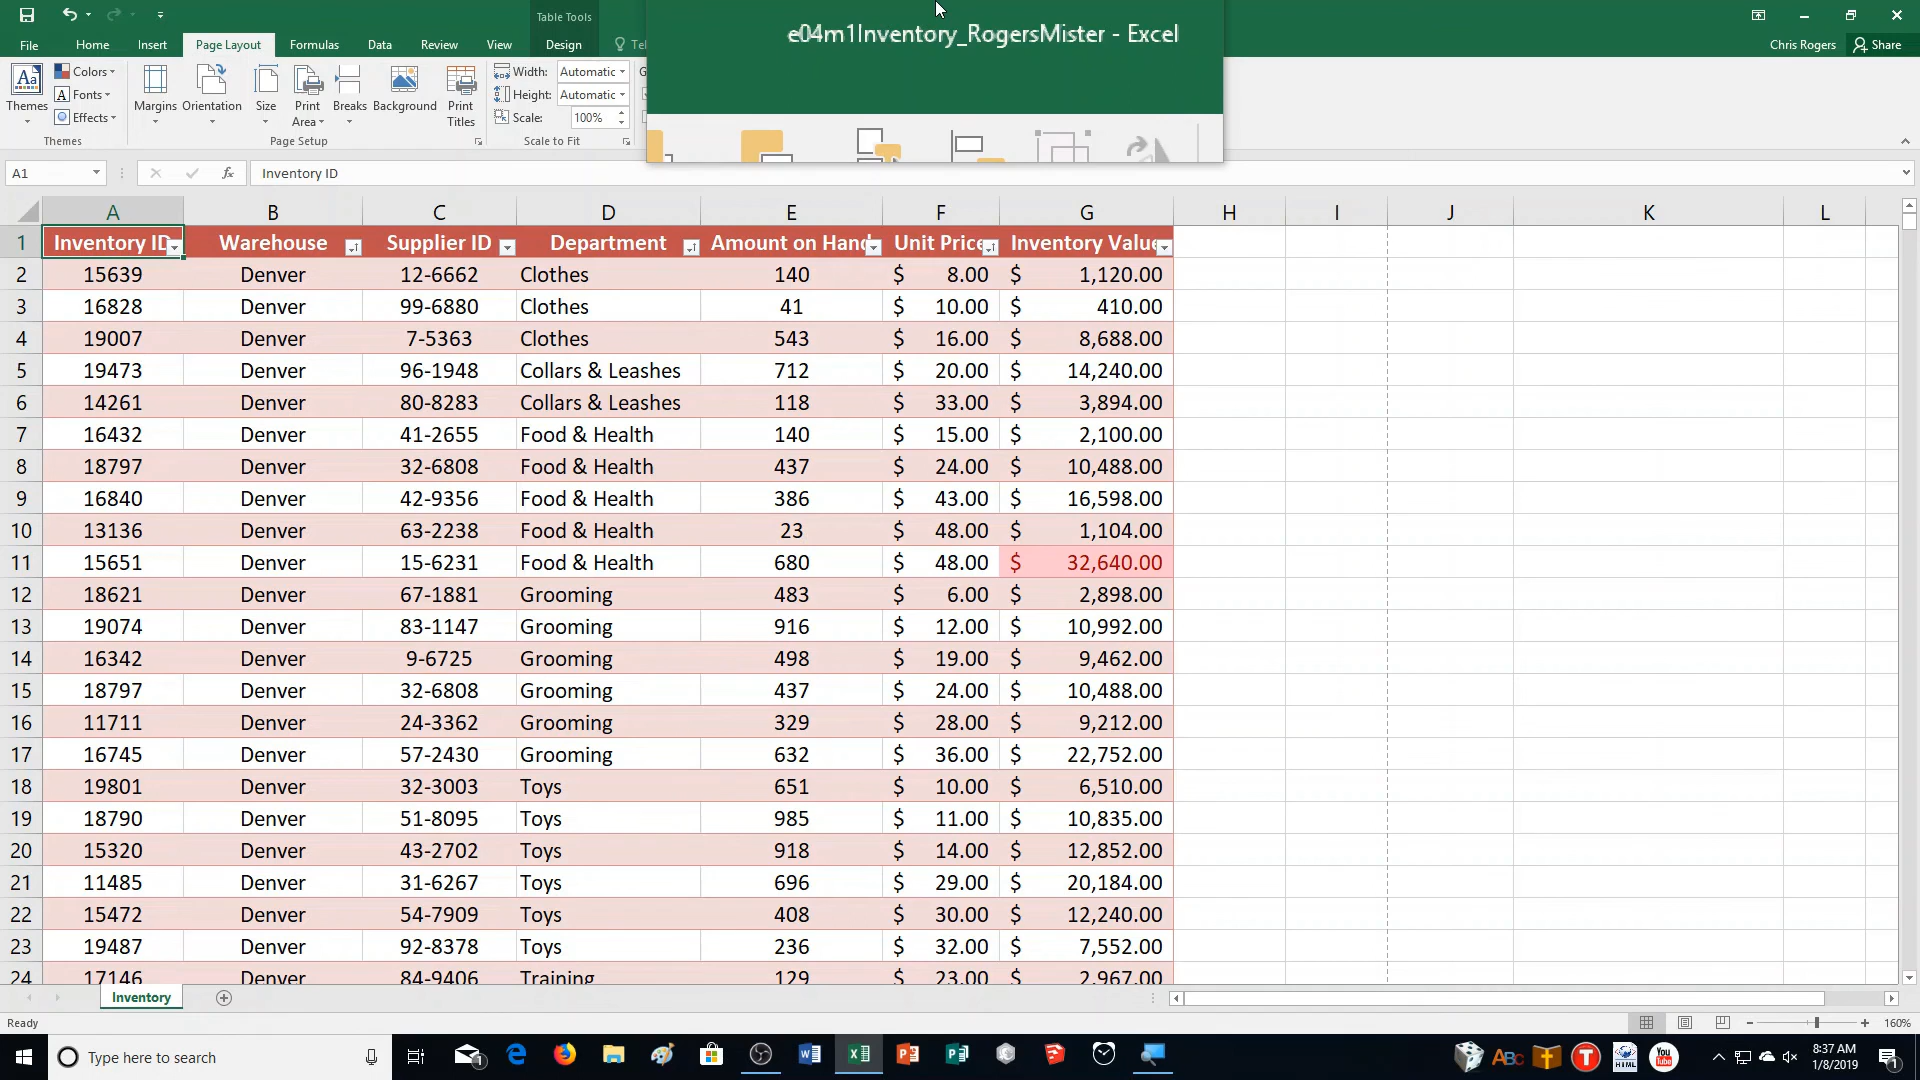 Table Tools
e04m1Inventory_RogersMister - Excel
File Home Insert Page Layout Formulas Data Review View Design Tel
Chris Rogers Share
Themes
Colors
Fonts
Effects
Margins Orientation Size Print Area Breaks Background Print Titles
Width: Automatic
Height: Automatic
Scale: 100%
Themes Page Setup Scale to Fit
A1 fx Inventory ID
A B C D E F G H I J K L
1 Inventory ID Warehouse Supplier ID Department Amount on Hand Unit Price Inventory Value
2 15639 Denver 12-6662 Clothes 140 $ 8.00 $ 1,120.00
3 16828 Denver 99-6880 Clothes 41 $ 10.00 $ 410.00
4 19007 Denver 7-5363 Clothes 543 $ 16.00 $ 8,688.00
5 19473 Denver 96-1948 Collars & Leashes 712 $ 20.00 $ 14,240.00
6 14261 Denver 80-8283 Collars & Leashes 118 $ 33.00 $ 3,894.00
7 16432 Denver 41-2655 Food & Health 140 $ 15.00 $ 2,100.00
8 18797 Denver 32-6808 Food & Health 437 $ 24.00 $ 10,488.00
9 16840 Denver 42-9356 Food & Health 386 $ 43.00 $ 16,598.00
10 13136 Denver 63-2238 Food & Health 23 $ 48.00 $ 1,104.00
11 15651 Denver 15-6231 Food & Health 680 $ 48.00 $ 32,640.00
12 18621 Denver 67-1881 Grooming 483 $ 6.00 $ 2,898.00
13 19074 Denver 83-1147 Grooming 916 $ 12.00 $ 10,992.00
14 16342 Denver 9-6725 Grooming 498 $ 19.00 $ 9,462.00
15 18797 Denver 32-6808 Grooming 437 $ 24.00 $ 10,488.00
16 11711 Denver 24-3362 Grooming 329 $ 28.00 $ 9,212.00
17 16745 Denver 57-2430 Grooming 632 $ 36.00 $ 22,752.00
18 19801 Denver 32-3003 Toys 651 $ 10.00 $ 6,510.00
19 18790 Denver 51-8095 Toys 985 $ 11.00 $ 10,835.00
20 15320 Denver 43-2702 Toys 918 $ 14.00 $ 12,852.00
21 11485 Denver 31-6267 Toys 696 $ 29.00 $ 20,184.00
22 15472 Denver 54-7909 Toys 408 $ 30.00 $ 12,240.00
23 19487 Denver 92-8378 Toys 236 $ 32.00 $ 7,552.00
24 17146 Denver 84-9406 Training 129 $ 23.00 $ 2,967.00
Inventory
Ready 160%
Type here to search
8:37 AM
1/8/2019